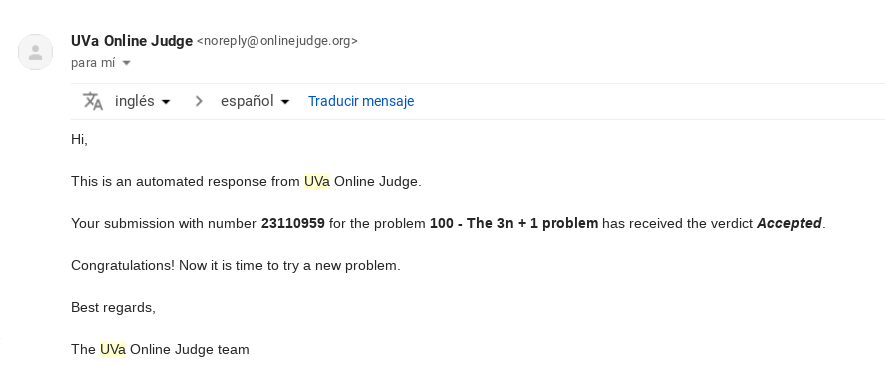 UVa Online Judge <noreply@onlinejudge.org>
para mí
inglés español Traducir mensaje
Hi,
This is an automated response from UVa Online Judge.
Your submission with number 23110959 for the problem 100 - The 3n + 1 problem has received the verdict Accepted.
Congratulations! Now it is time to try a new problem.
Best regards,
The UVa Online Judge team